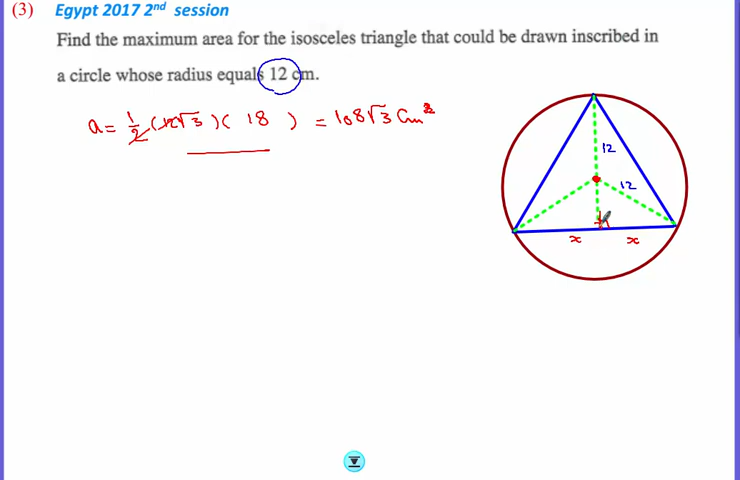 (3) Egypt 2017 2nd session
Find the maximum area for the isosceles triangle that could be drawn inscribed in
a circle whose radius equals 12 cm.
a = 1/2 (12√3)( 18 ) = 108√3 cm²
12
12
x x